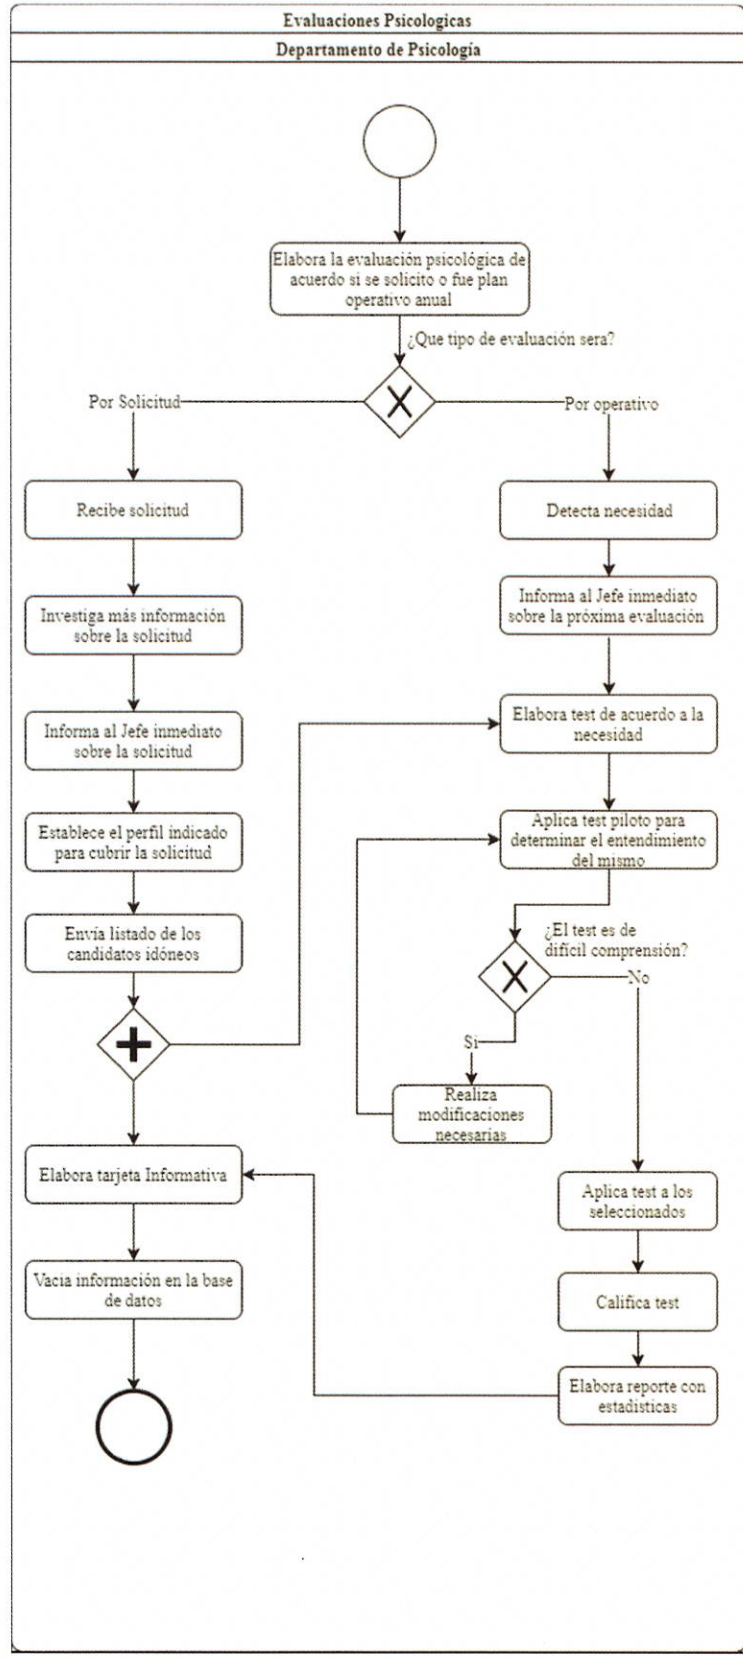 Evaluaciones Psicologicas
Departamento de Psicología
Elabora la evaluación psicológica de
acuerdo si se solicito o fue plan
operativo anual
¿Que tipo de evaluación sera?
Por Solicitud
Por operativo
Recibe solicitud
Detecta necesidad
Investiga más información
sobre la solicitud
Informa al Jefe inmediato
sobre la próxima evaluación
Informa al Jefe inmediato
sobre la solicitud
Elabora test de acuerdo a la
necesidad
Establece el perfil indicado
para cubrir la solicitud
Aplica test piloto para
determinar el entendimiento
del mismo
Envía listado de los
candidatos idóneos
¿El test es de
difícil comprensión?
No
Si
Realiza
modificaciones
necesarias
Elabora tarjeta Informativa
Aplica test a los
seleccionados
Vacia información en la base
de datos
Califica test
Elabora reporte con
estadísticas